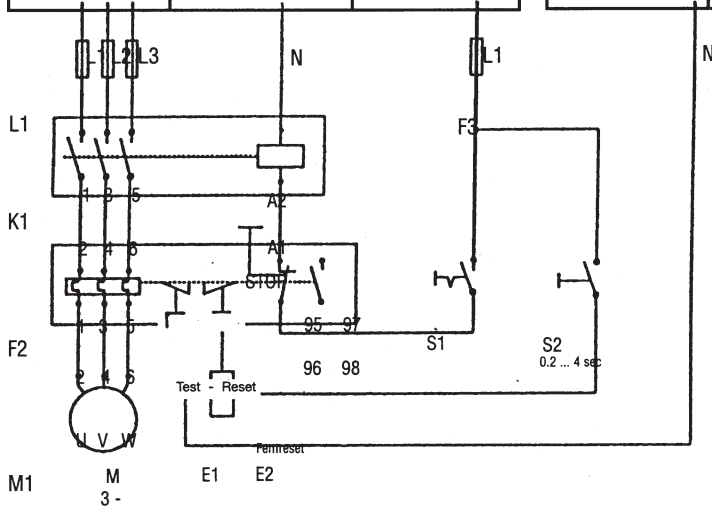 L1 L2 L3 N L1 N
L1
F3
1 3 5 A2
K1
2 4 6 A1
STOP
1 3 5 95 97
S1
F2
S2
0.2 ... 4 sec
2 4 6 96 98
Test - Reset
U V W
Fernreset
M1 M E1 E2
3 -